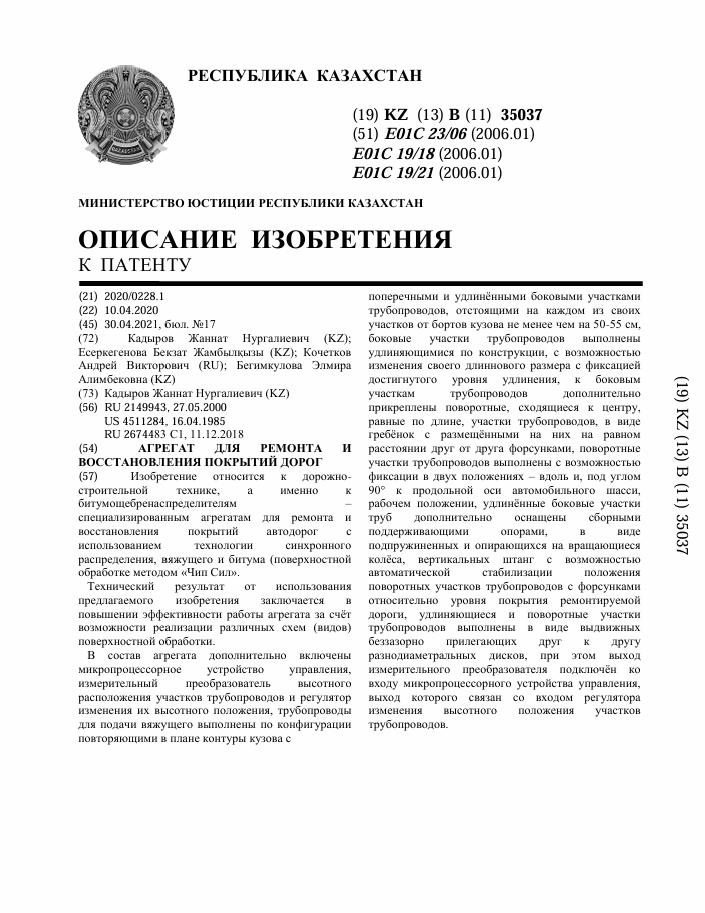 РЕСПУБЛИКА КАЗАХСТАН
(19) KZ (13) B (11) 35037
(51) E01C 23/06 (2006.01)
E01C 19/18 (2006.01)
E01C 19/21 (2006.01)
МИНИСТЕРСТВО ЮСТИЦИИ РЕСПУБЛИКИ КАЗАХСТАН
ОПИСАНИЕ ИЗОБРЕТЕНИЯ
К ПАТЕНТУ
(21) 2020/0228.1
(22) 10.04.2020
(45) 30.04.2021, бюл. №17
(72) Кадыров Жаннат Нургалиевич (KZ);
Есеркегенова Бекзат Жамбылқызы (KZ); Кочетков
Андрей Викторович (RU); Бегимкулова Элмира
Алимбековна (KZ)
(73) Кадыров Жаннат Нургалиевич (KZ)
(56) RU 2149943, 27.05.2000
US 4511284, 16.04.1985
RU 2674483 C1, 11.12.2018
(54) АГРЕГАТ ДЛЯ РЕМОНТА И
ВОССТАНОВЛЕНИЯ ПОКРЫТИЙ ДОРОГ
(57) Изобретение относится к дорожно-
строительной технике, а именно к
битумощебнераспределителям –
специализированным агрегатам для ремонта и
восстановления покрытий автодорог с
использованием технологии синхронного
распределения, вяжущего и битума (поверхностной
обработке методом «Чип Сил».
Технический результат от использования
предлагаемого изобретения заключается в
повышении эффективности работы агрегата за счёт
возможности реализации различных схем (видов)
поверхностной обработки.
В состав агрегата дополнительно включены
микропроцессорное устройство управления,
измерительный преобразователь высотного
расположения участков трубопроводов и регулятор
изменения их высотного положения, трубопроводы
для подачи вяжущего выполнены по конфигурации
повторяющими в плане контуры кузова с
поперечными и удлинёнными боковыми участками
трубопроводов, отстоящими на каждом из своих
участков от бортов кузова не менее чем на 50-55 см,
боковые участки трубопроводов выполнены
удлиняющимися по конструкции, с возможностью
изменения своего длинного размера с фиксацией
достигнутого уровня удлинения, к боковым
участкам трубопроводов дополнительно
прикреплены поворотные, сходящиеся к центру,
равные по длине, участки трубопроводов, в виде
гребёнок с размещёнными на них на равном
расстоянии друг от друга форсунками, поворотные
участки трубопроводов выполнены с возможностью
фиксации в двух положениях – вдоль и, под углом
90° к продольной оси автомобильного шасси,
рабочем положении, удлинённые боковые участки
труб дополнительно оснащены сборными
поддерживающими опорами, в виде
подпружиненных и опирающихся на вращающиеся
колёса, вертикальных штанг с возможностью
автоматической стабилизации положения
поворотных участков трубопроводов с форсунками
относительно уровня покрытия ремонтируемой
дороги, удлиняющиеся и поворотные участки
трубопроводов выполнены в виде выдвижных
беззазорно прилегающих друг к другу
разнодиаметральных дисков, при этом выход
измерительного преобразователя подключён ко
входу микропроцессорного устройства управления,
выход которого связан со входом регулятора
изменения высотного положения участков
трубопроводов.
(19) KZ (13) B (11) 35037